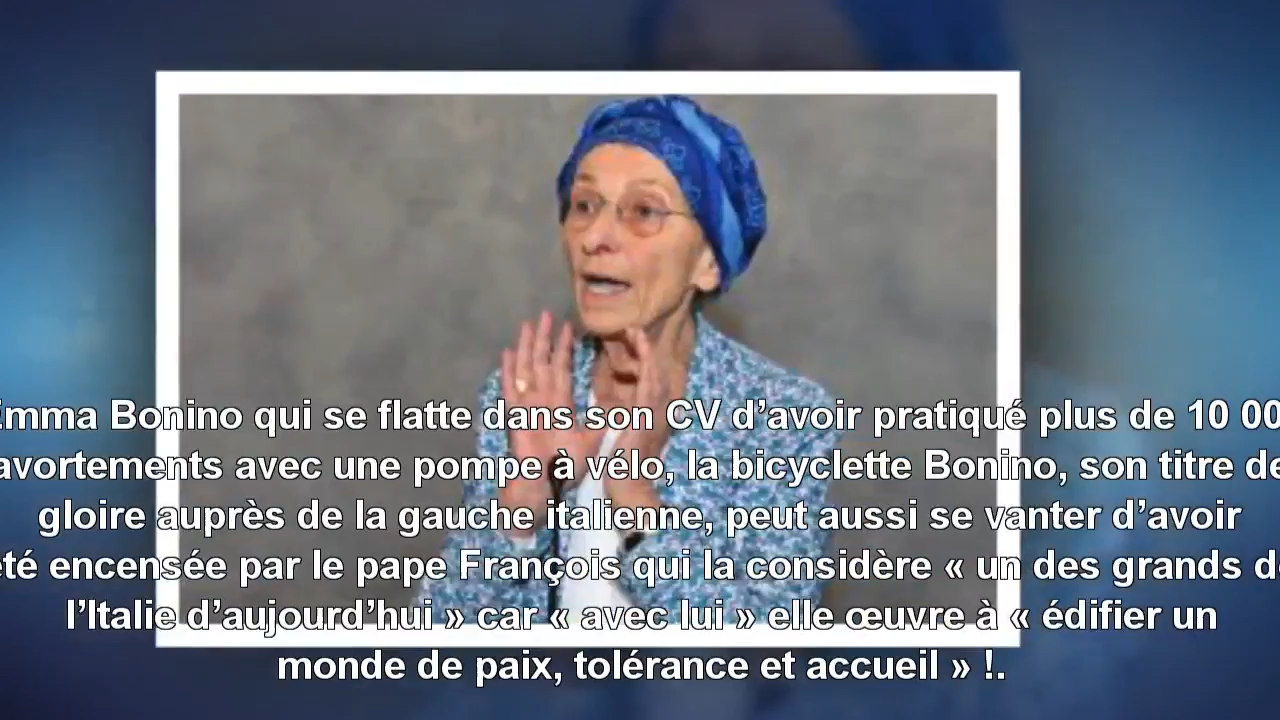 Emma Bonino qui se flatte dans son CV d’avoir pratiqué plus de 10 00
avortements avec une pompe à vélo, la bicyclette Bonino, son titre de
gloire auprès de la gauche italienne, peut aussi se vanter d’avoir
été encensée par le pape François qui la considère « un des grands de
l’Italie d’aujourd’hui » car « avec lui » elle œuvre à « édifier un
monde de paix, tolérance et accueil » !.